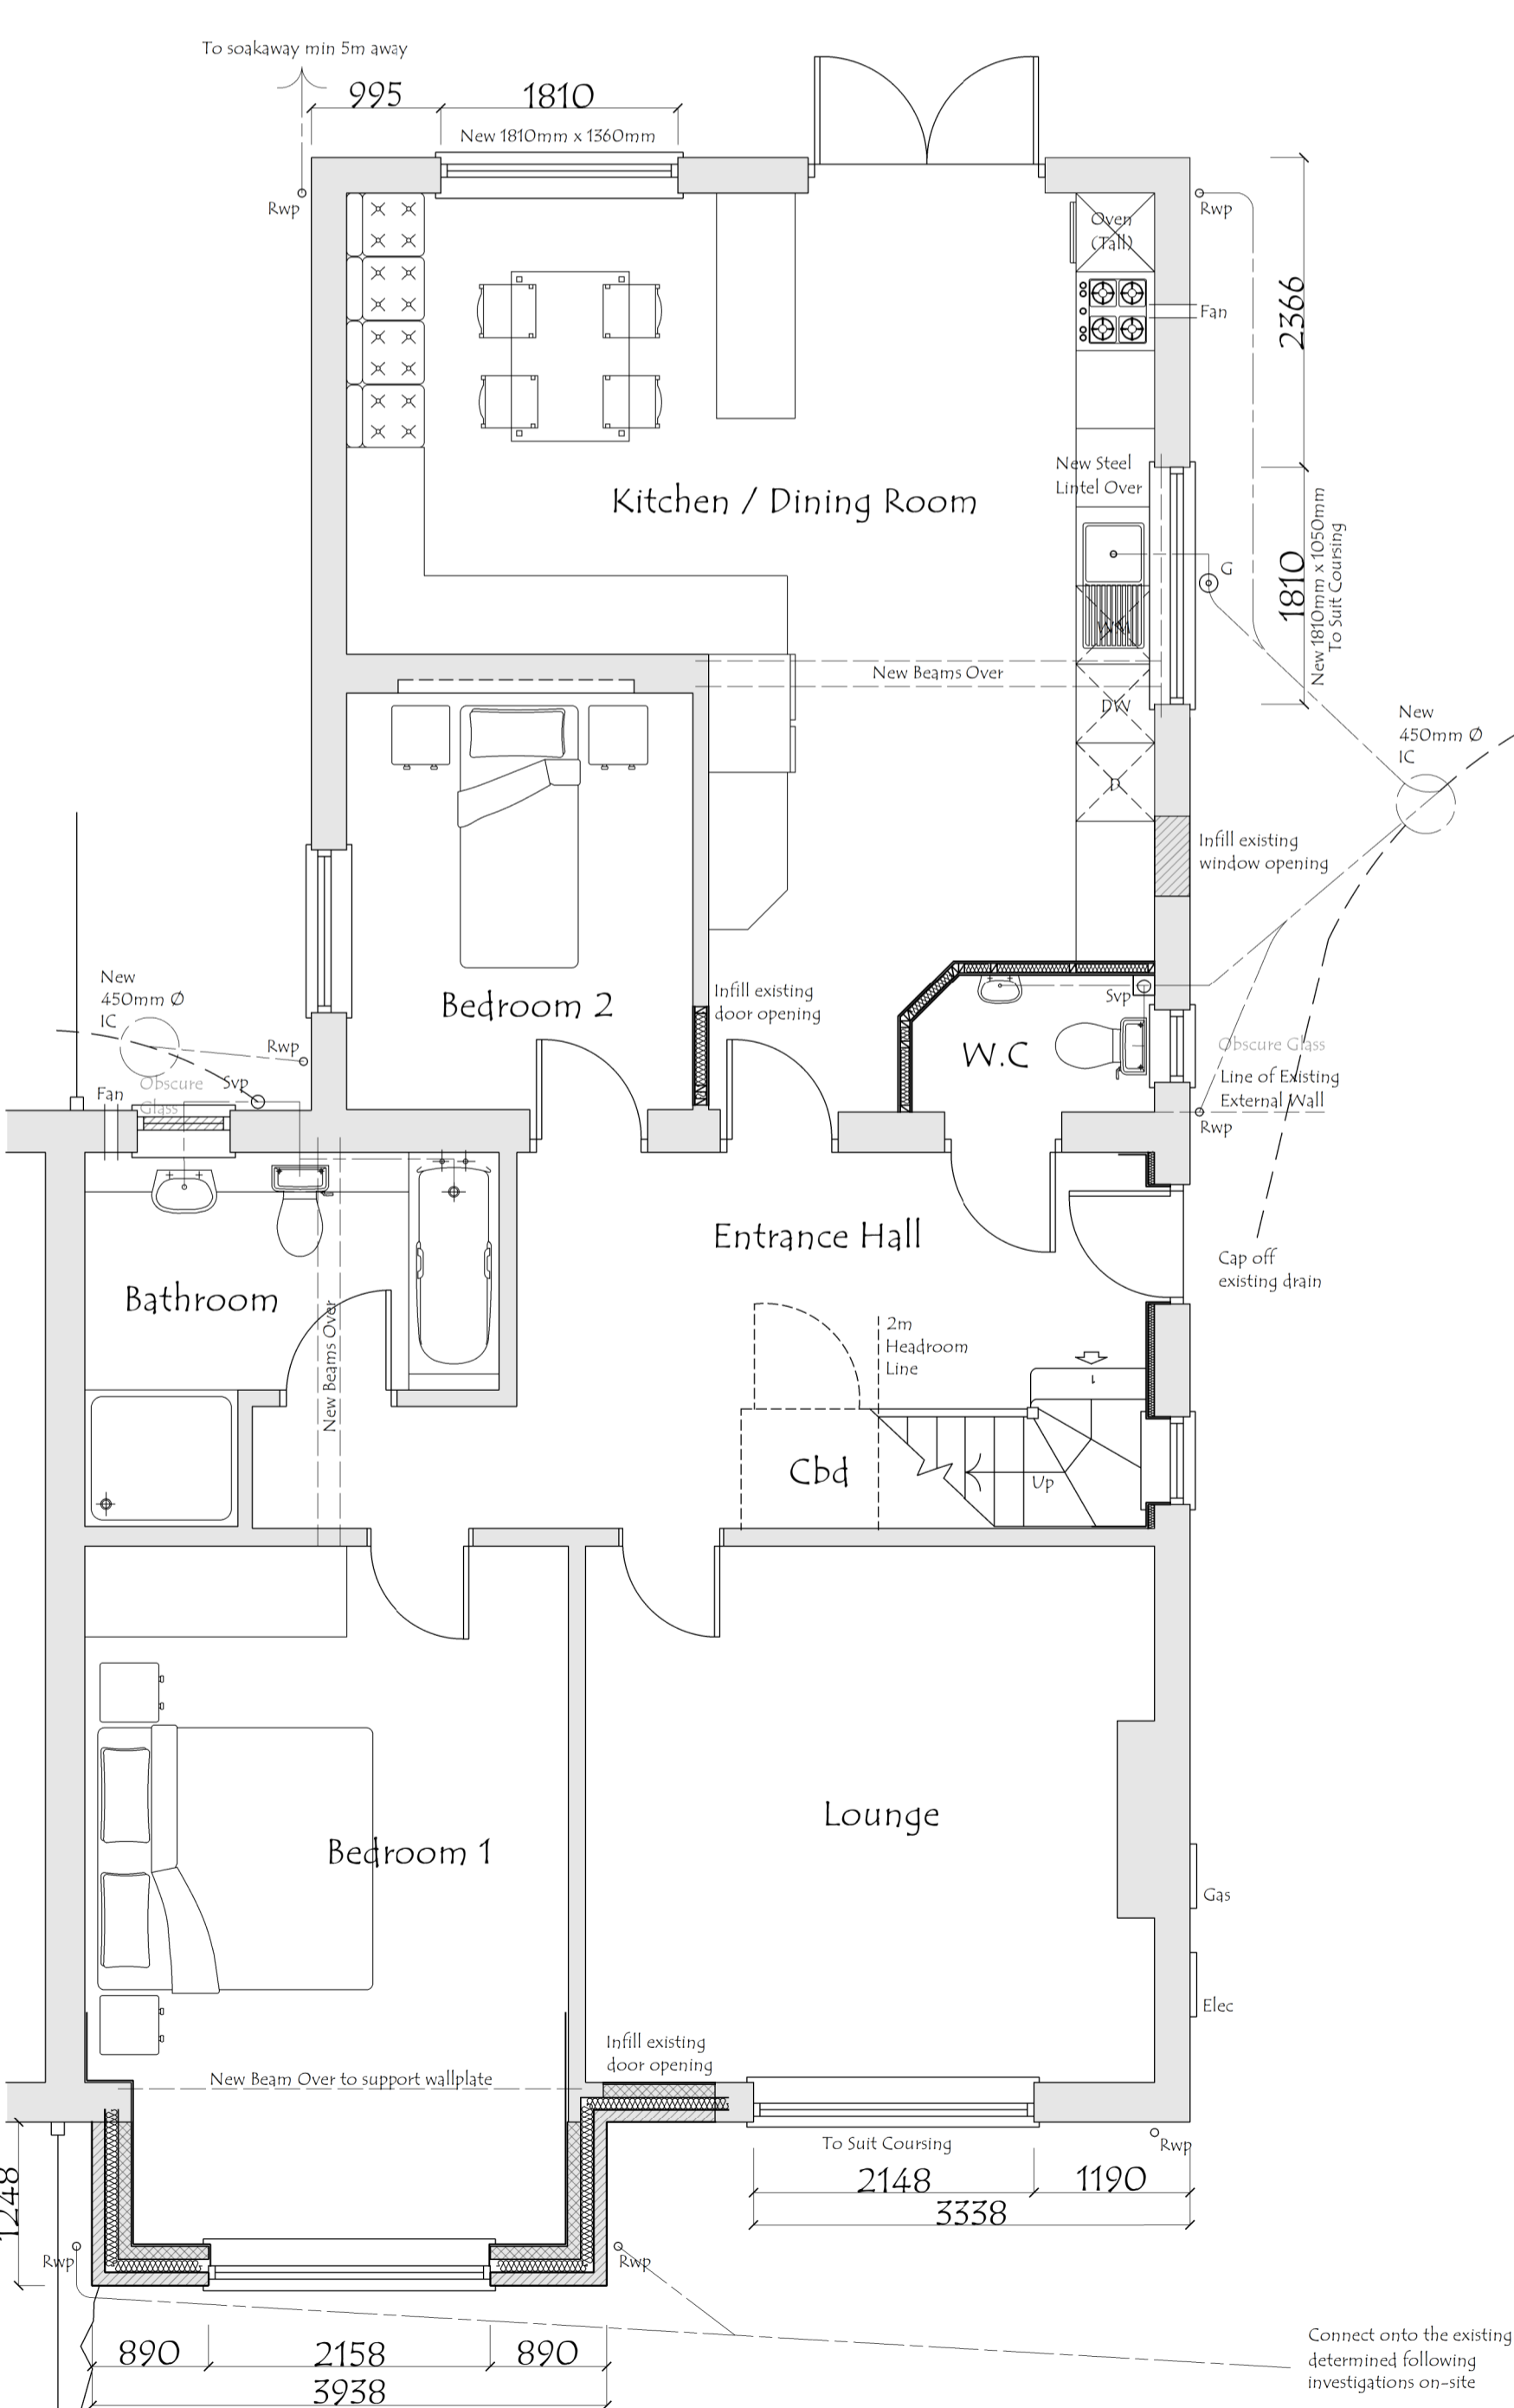 To soakaway min 5m away
995
1810
New 1810mm x 1360mm
Rwp
Rwp
Oven
(Tall)
Fan
2366
New Steel
Lintel Over
Kitchen / Dining Room
G
1810
New 1810mm x 1050mm
To Suit Coursing
WM
New Beams Over
DW
New
450mm Ø
IC
D
Infill existing
window opening
New
450mm Ø
IC
Bedroom 2
Infill existing
door opening
Svp
Rwp
W.C
Obscure Glass
Fan
Obscure
Glass
Svp
Line of Existing
External Wall
Rwp
Entrance Hall
Cap off
existing drain
Bathroom
New Beams Over
2m
Headroom
Line
1
Cbd
Up
Lounge
Bedroom 1
Gas
Elec
Infill existing
door opening
New Beam Over to support wallplate
To Suit Coursing
Rwp
2148
1190
3338
1248
Rwp
Rwp
890
2158
890
3938
Connect onto the existing
determined following
investigations on-site